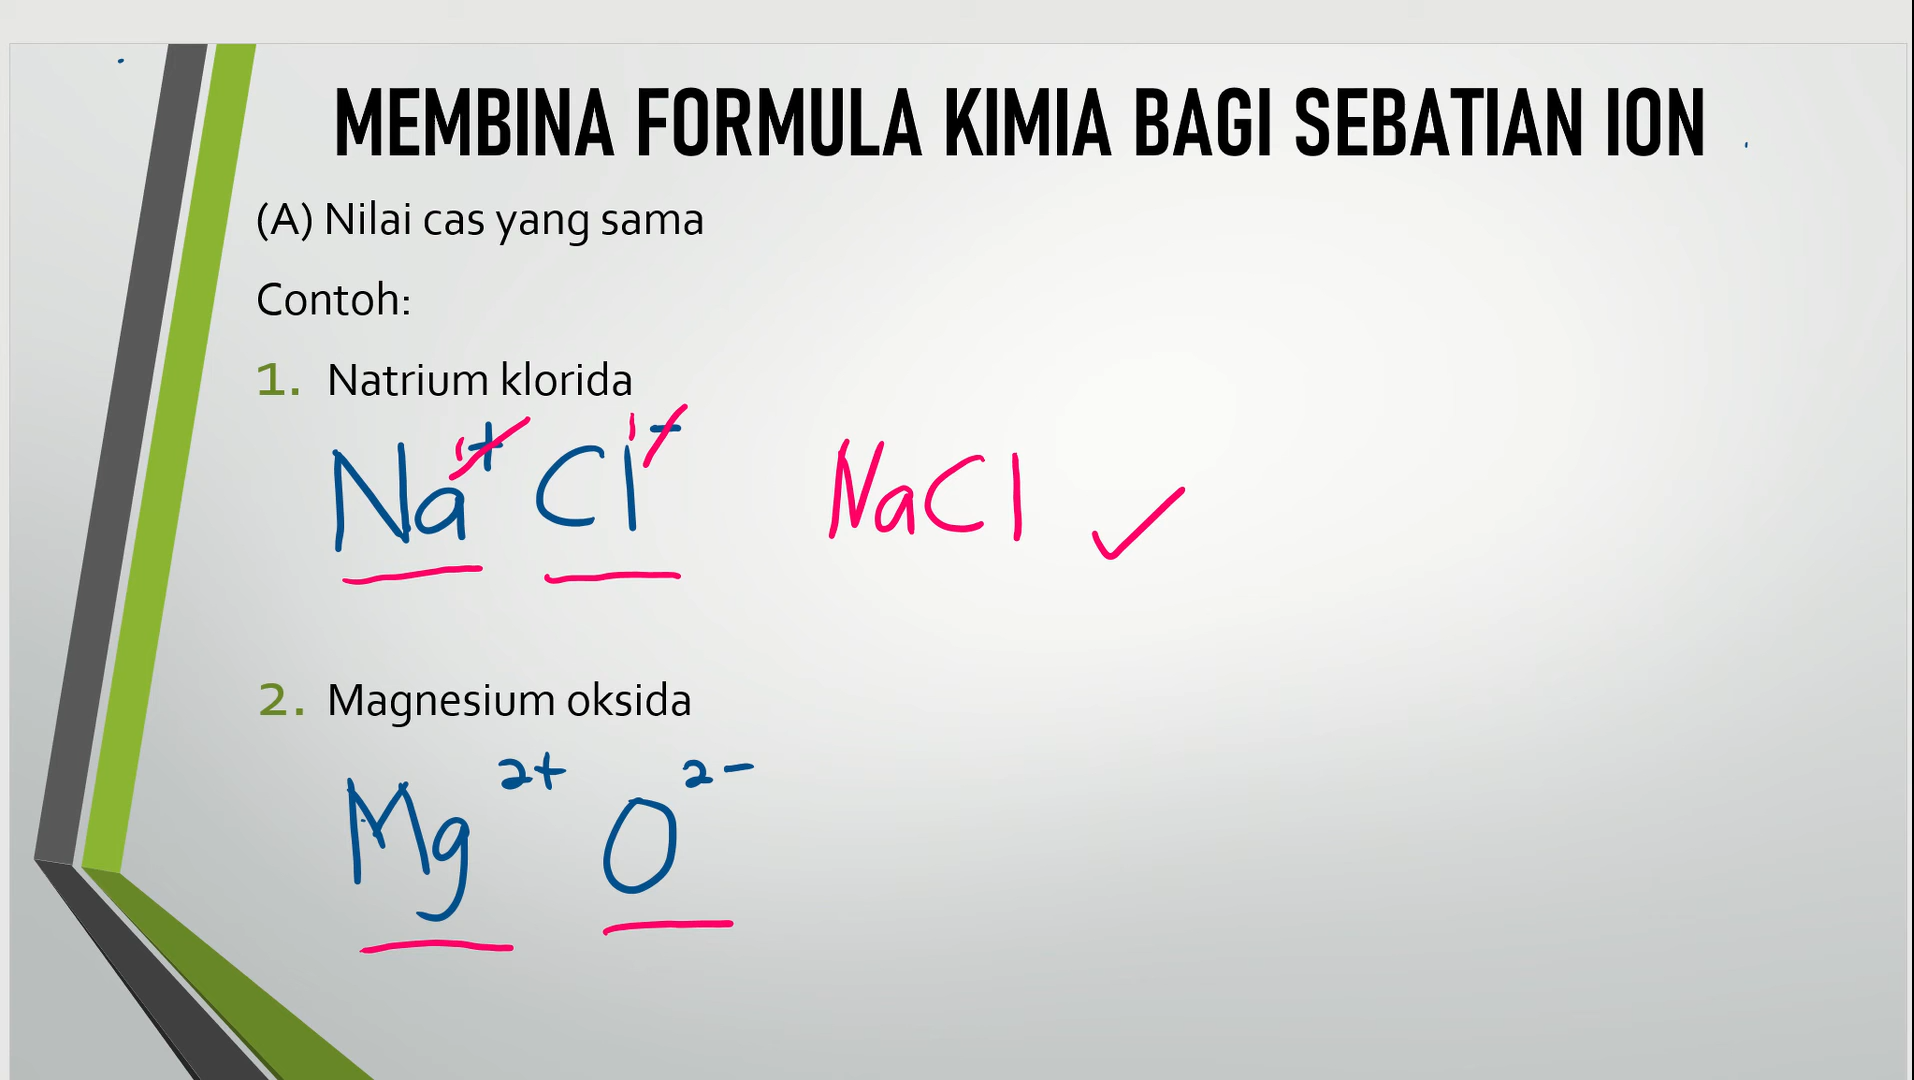 MEMBINA FORMULA KIMIA BAGI SEBATIAN ION
(A) Nilai cas yang sama
Contoh:
1. Natrium klorida
Na¹⁺ Cl¹⁻ NaCl ✓
2. Magnesium oksida
Mg²⁺ O²⁻